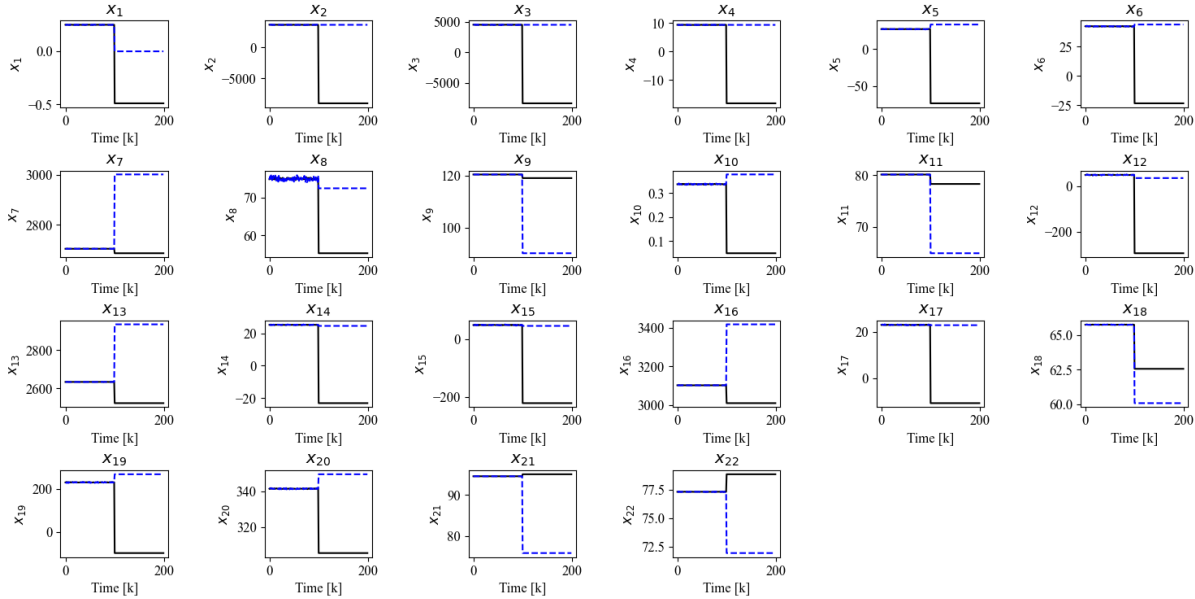 x1 x2 x3 x4 x5 x6
x1 0.0 −0.5 0 200 Time [k]
x2 0 −5000 0 200 Time [k]
x3 5000 0 −5000 0 200 Time [k]
x4 10 0 −10 0 200 Time [k]
x5 0 −50 0 200 Time [k]
x6 25 0 −25 0 200 Time [k]
x7 x8 x9 x10 x11 x12
x7 3000 2800 0 200 Time [k]
x8 70 60 0 200 Time [k]
x9 120 100 0 200 Time [k]
x10 0.3 0.2 0.1 0 200 Time [k]
x11 80 70 0 200 Time [k]
x12 0 −200 0 200 Time [k]
x13 x14 x15 x16 x17 x18
x13 2800 2600 0 200 Time [k]
x14 20 0 −20 0 200 Time [k]
x15 0 −200 0 200 Time [k]
x16 3400 3200 3000 0 200 Time [k]
x17 20 0 0 200 Time [k]
x18 65.0 62.5 60.0 0 200 Time [k]
x19 x20 x21 x22
x19 200 0 0 200 Time [k]
x20 340 320 0 200 Time [k]
x21 90 80 0 200 Time [k]
x22 77.5 75.0 72.5 0 200 Time [k]